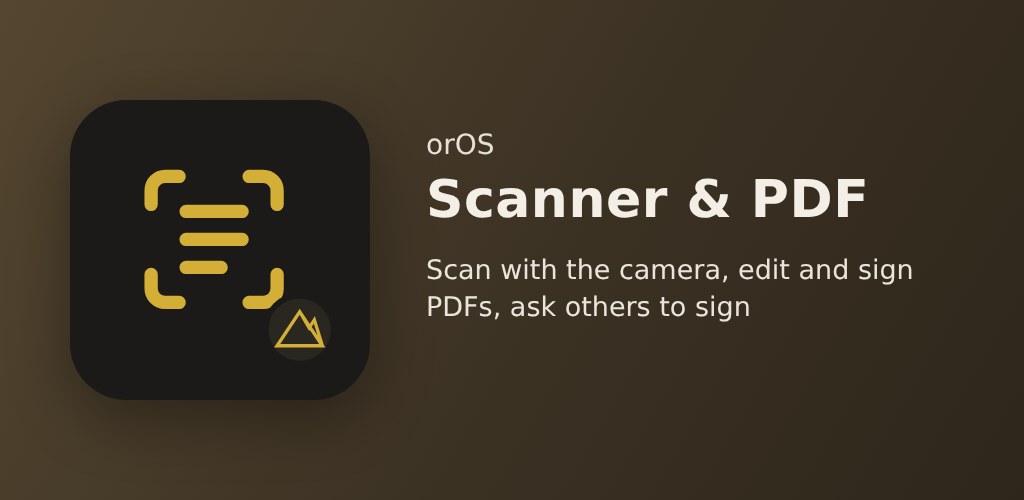 orOS
Scanner & PDF
Scan with the camera, edit and sign
PDFs, ask others to sign